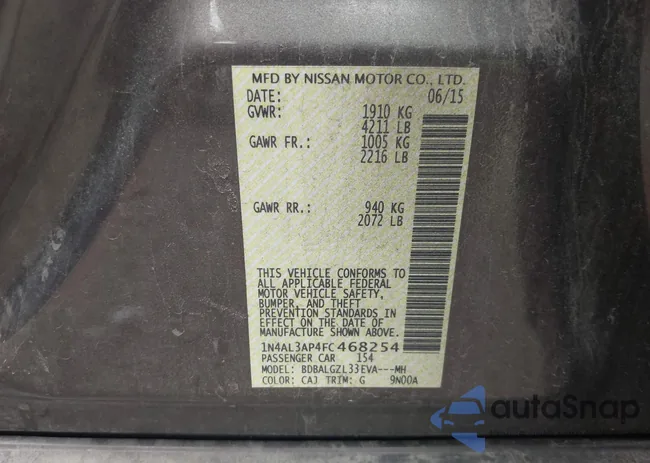 MFD BY NISSAN MOTOR CO., LTD.
DATE: 06/15
GVWR: 1910 KG
4211 LB
GAWR FR.: 1005 KG
2216 LB
GAWR RR.: 940 KG
2072 LB
THIS VEHICLE CONFORMS TO
ALL APPLICABLE FEDERAL
MOTOR VEHICLE SAFETY,
BUMPER, AND THEFT
PREVENTION STANDARDS IN
EFFECT ON THE DATE OF
MANUFACTURE SHOWN ABOVE.
1N4AL3AP4FC468254
PASSENGER CAR 154
MODEL: BDBALGZL33EVA---MH
COLOR: CAJ TRIM: G 9N00A
autoSnap